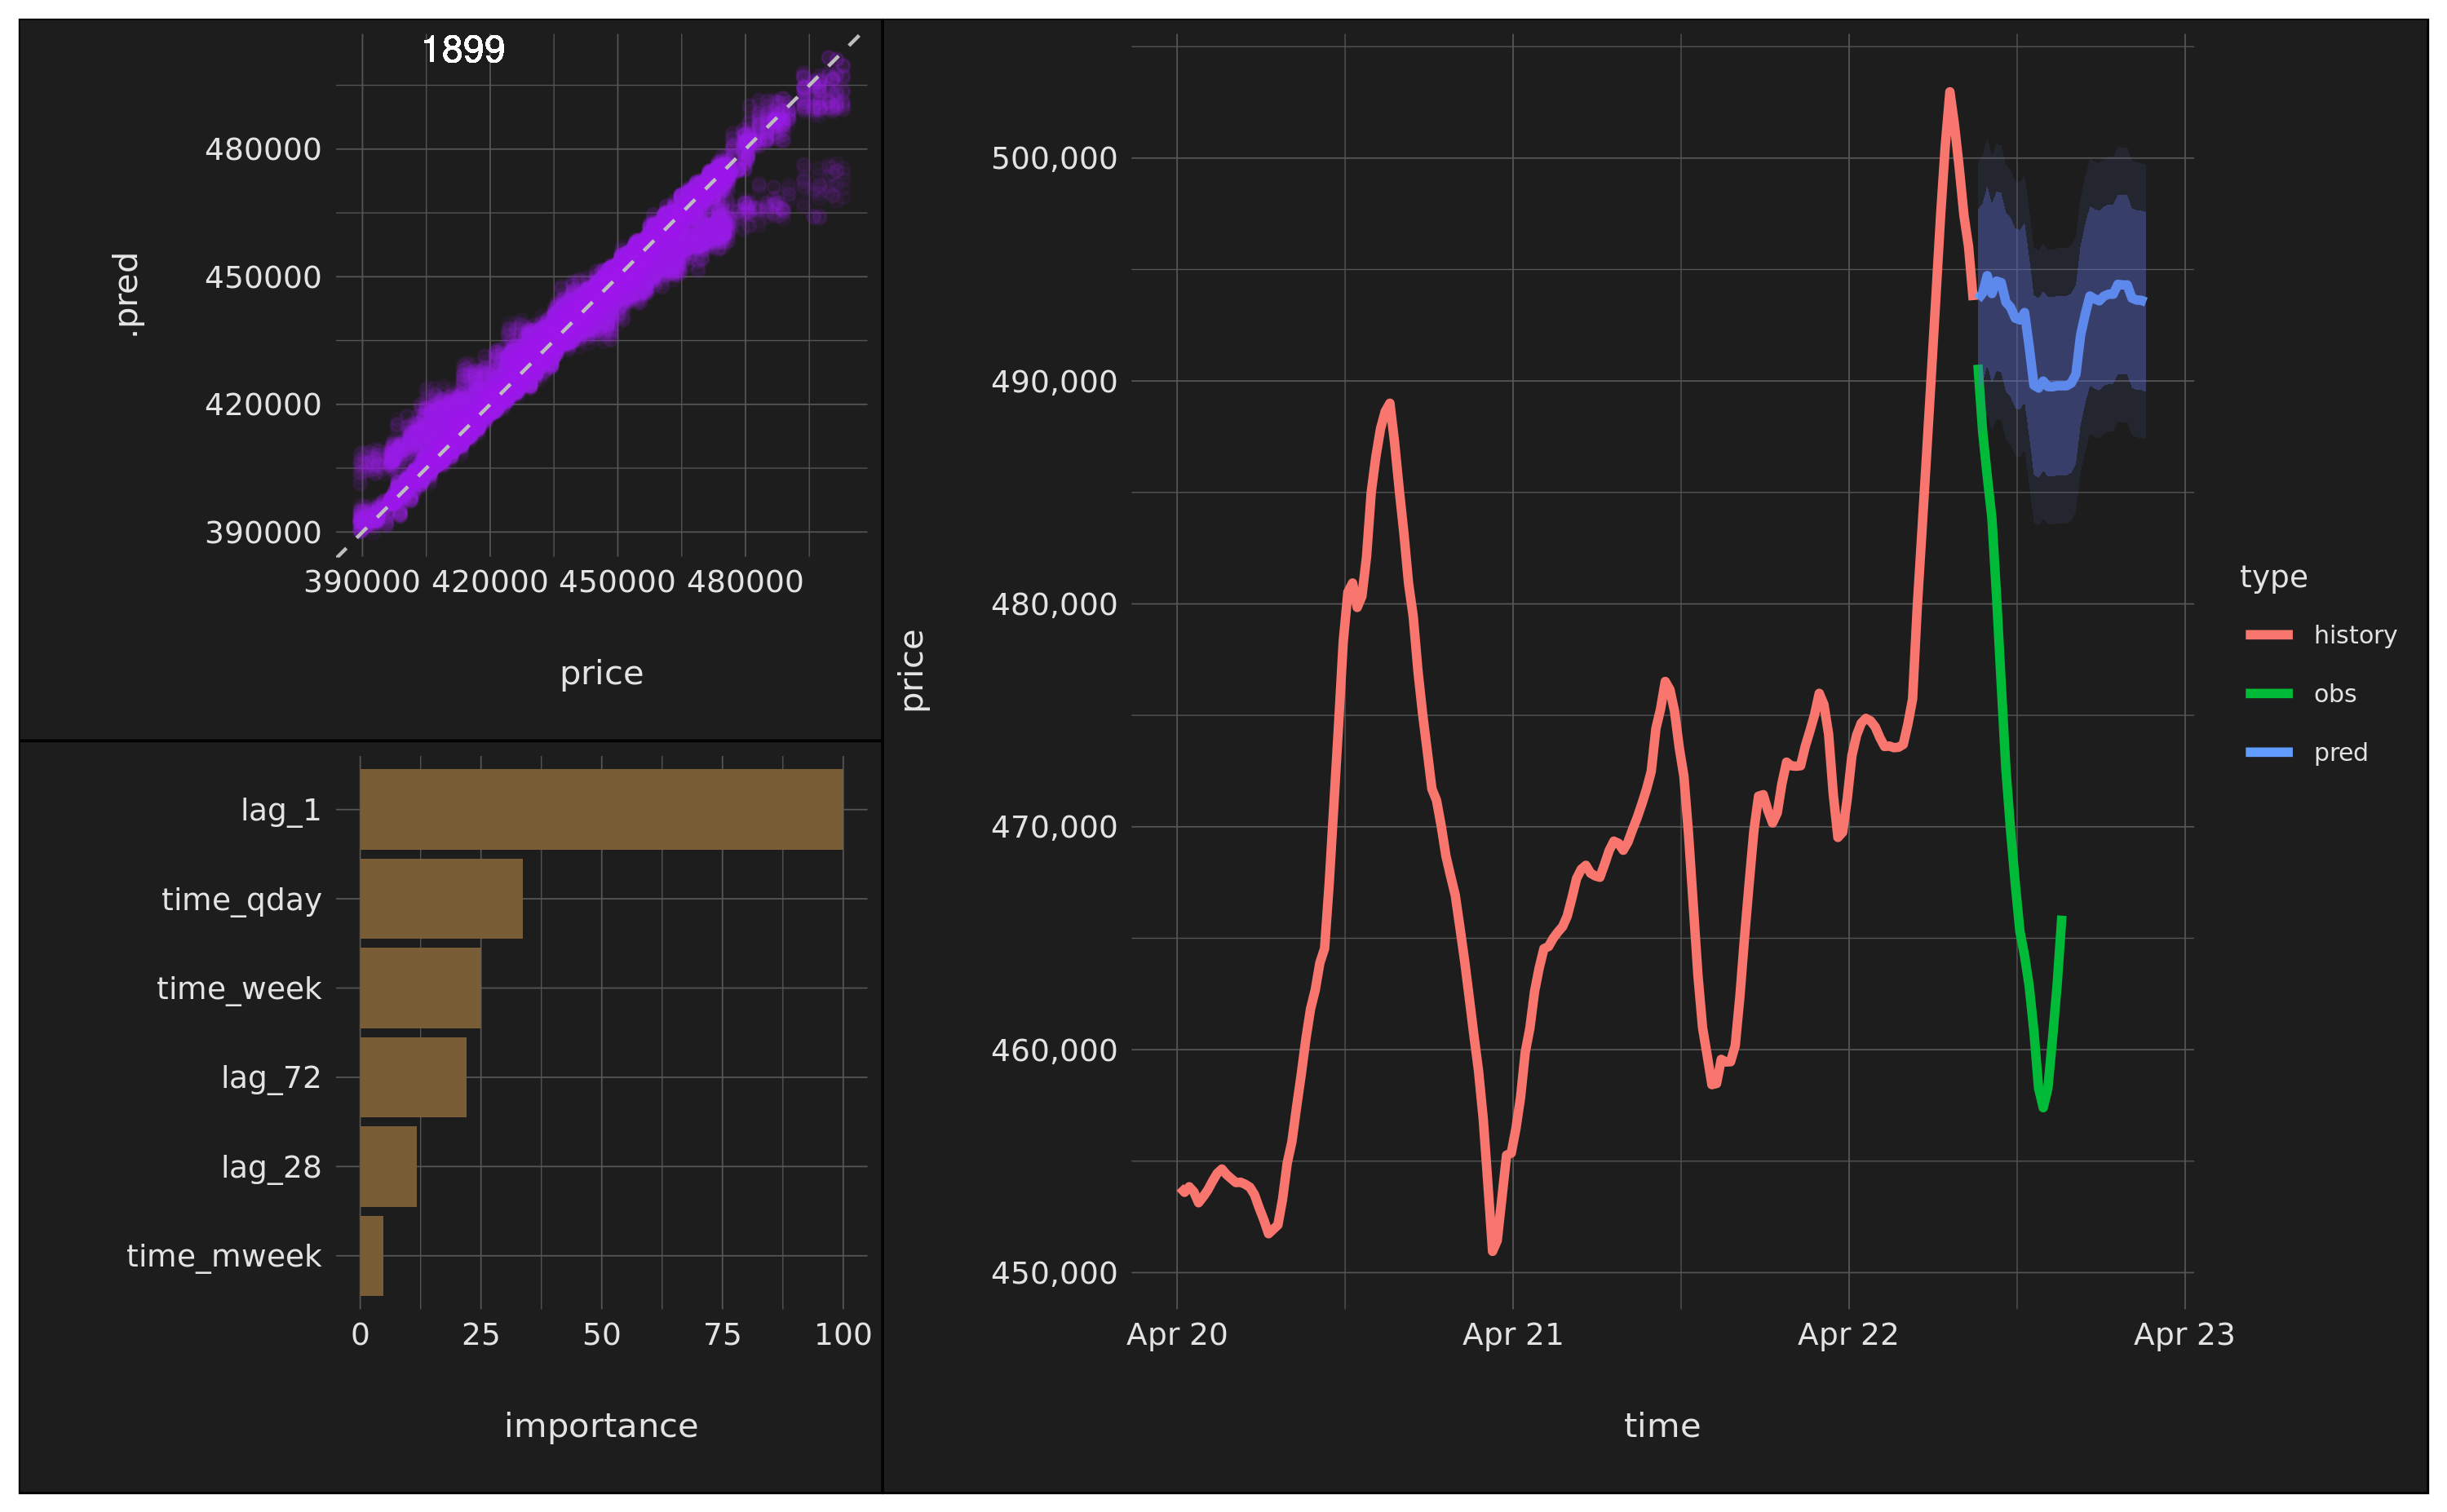 1899
.pred
480000
450000
420000
390000
390000 420000 450000 480000
price
lag_1
time_qday
time_week
lag_72
lag_28
time_mweek
0 25 50 75 100
importance
price
500,000
490,000
480,000
470,000
460,000
450,000
Apr 20 Apr 21 Apr 22 Apr 23
time
type
history
obs
pred